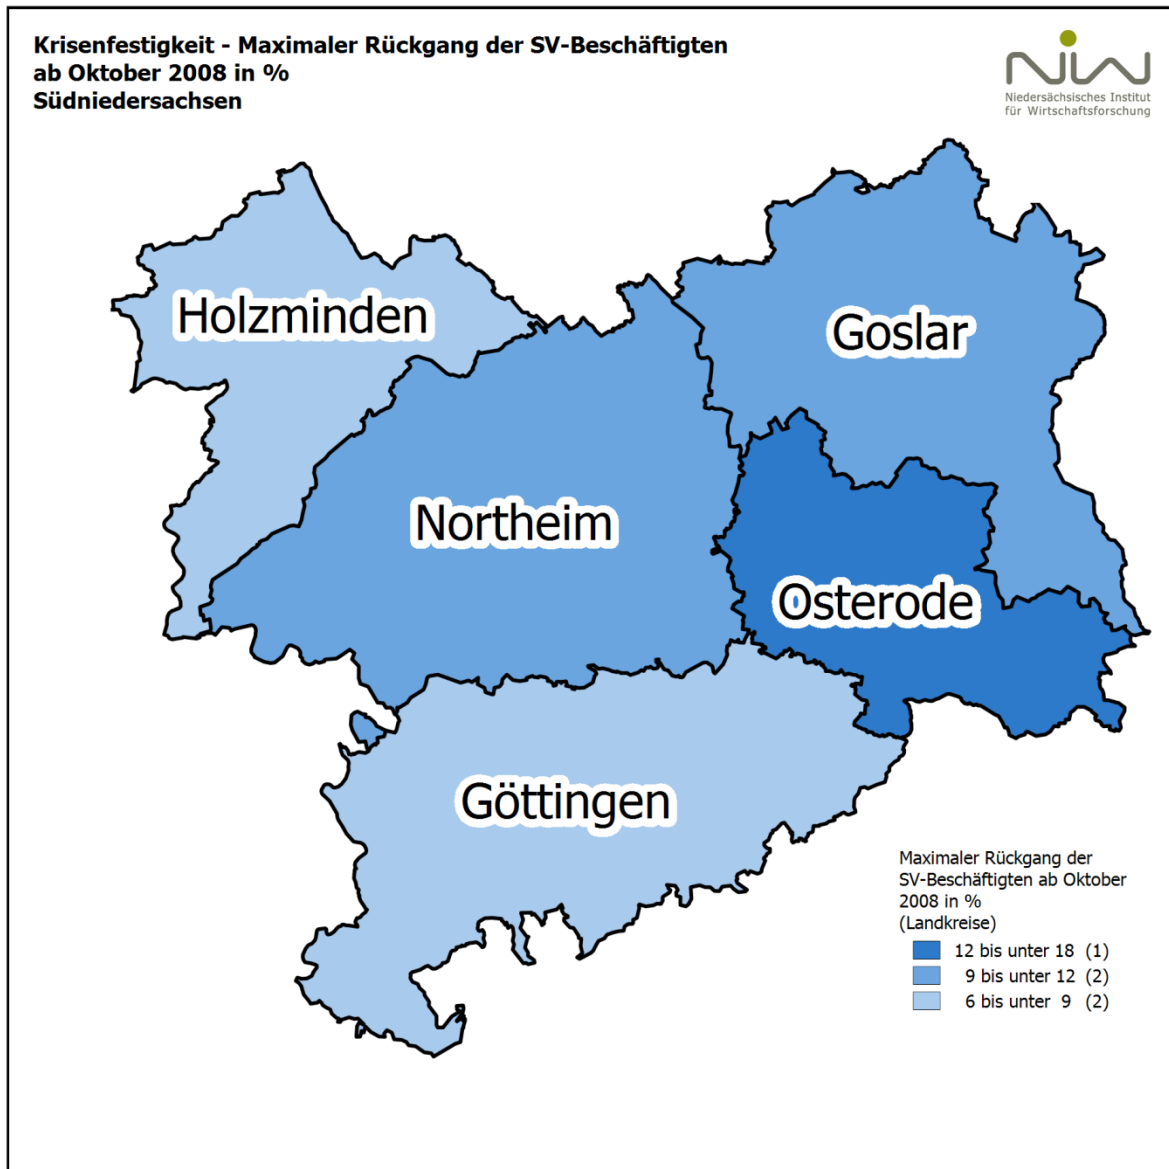 Krisenfestigkeit - Maximaler Rückgang der SV-Beschäftigten
ab Oktober 2008 in %
Südniedersachsen
NIW
Niedersächsisches Institut
für Wirtschaftsforschung
Holzminden
Goslar
Northeim
Osterode
Göttingen
Maximaler Rückgang der
SV-Beschäftigten ab Oktober
2008 in %
(Landkreise)
12 bis unter 18 (1)
9 bis unter 12 (2)
6 bis unter 9 (2)